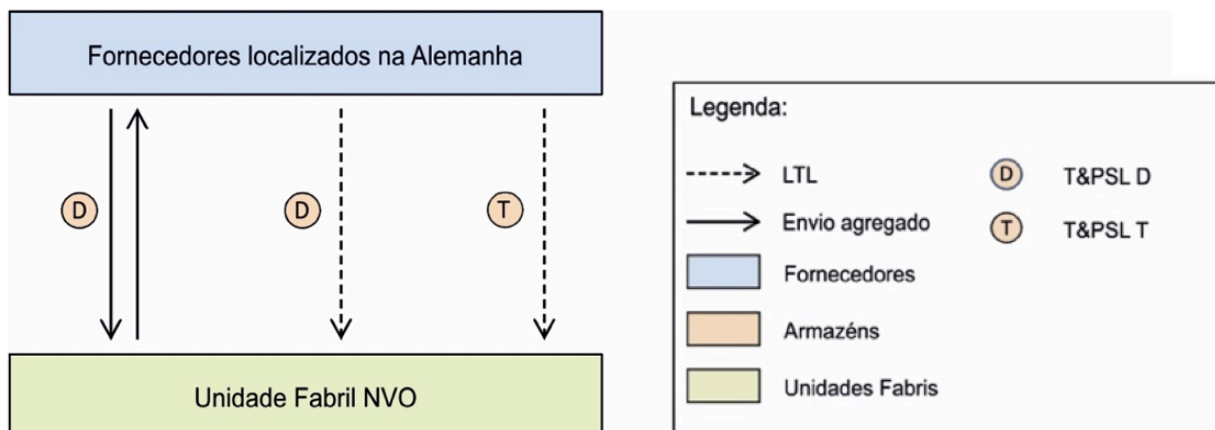 Fornecedores localizados na Alemanha
D
D
T
Unidade Fabril NVO
Legenda:
LTL
D
T&PSL D
Envio agregado
T
T&PSL T
Fornecedores
Armazéns
Unidades Fabris